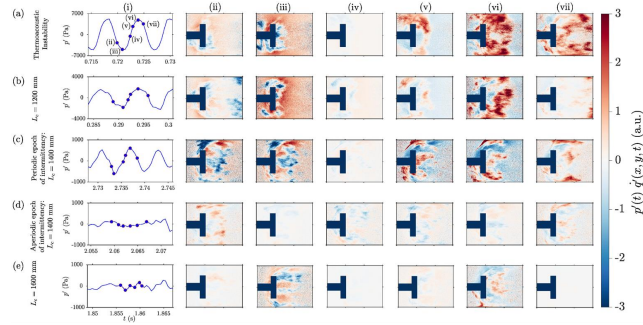 (i) (ii) (iii) (iv) (v) (vi) (vii)
(a) Thermoacoustic
Instability
p' (Pa)
7000
0
-7000
0.715 0.72 0.725 0.73
(ii) (iii) (iv) (v) (vi) (vii)
(b) L_c = 1200 mm
p' (Pa)
4000
0
-4000
0.285 0.29 0.295 0.3
(c) Periodic epoch
of intermittency:
L_c = 1400 mm
p' (Pa)
1000
0
-1000
2.73 2.735 2.74 2.745
(d) Aperiodic epoch
of intermittency:
L_c = 1400 mm
p' (Pa)
1000
0
-1000
2.055 2.06 2.065 2.07
(e) L_c = 1600 mm
p' (Pa)
1000
0
-1000
1.85 1.855 1.86 1.865
t (s)
3
2
1
0
-1
-2
-3
p'(t) q̇'(x, y, t) (a.u.)